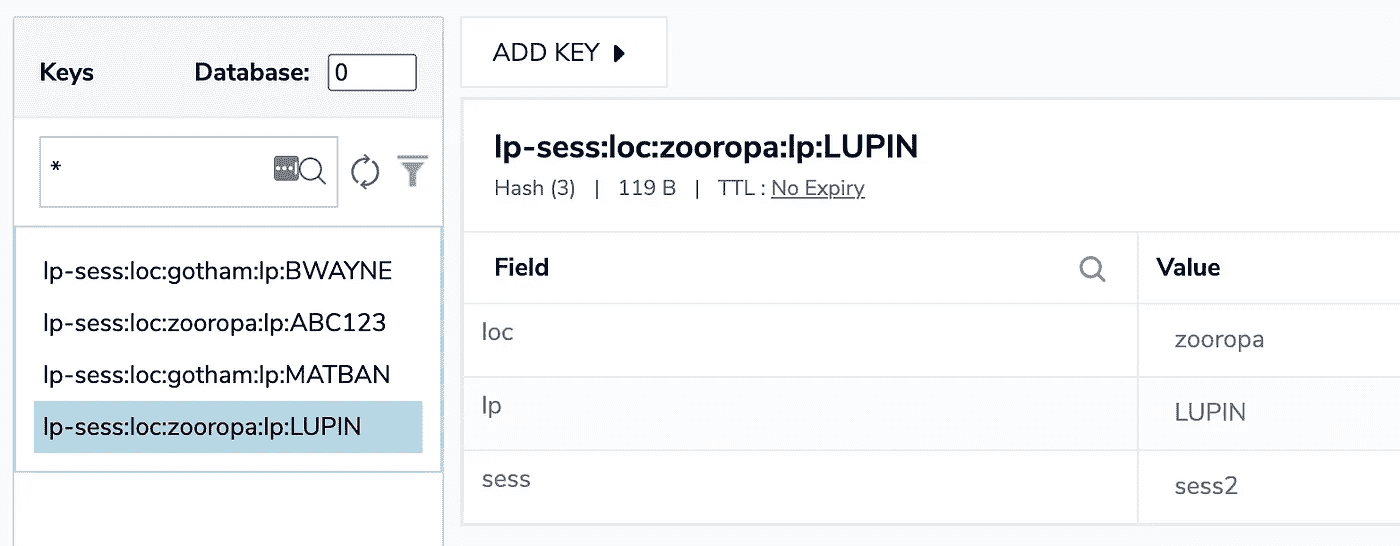 Keys Database: 0
*
lp-sess:loc:gotham:lp:BWAYNE
lp-sess:loc:zooropa:lp:ABC123
lp-sess:loc:gotham:lp:MATBAN
lp-sess:loc:zooropa:lp:LUPIN
ADD KEY
lp-sess:loc:zooropa:lp:LUPIN
Hash (3) | 119 B | TTL : No Expiry
Field Value
loc zooropa
lp LUPIN
sess sess2